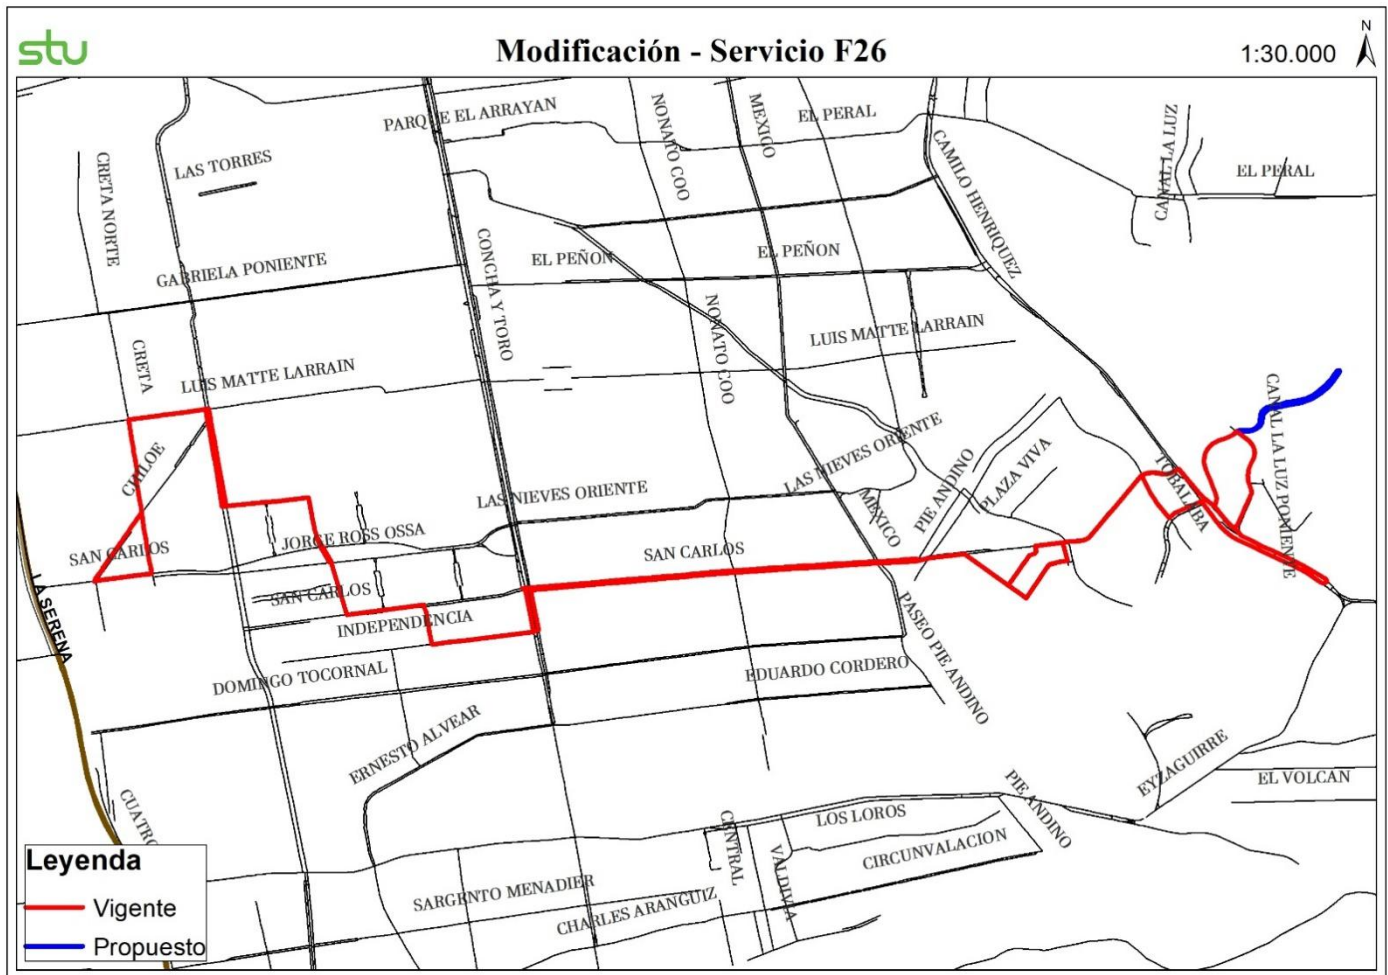 stu
Modificación - Servicio F26
1:30.000
N
PARQUE EL ARRAYAN
NONATO COO
MEXICO
EL PERAL
CANAL LA LUZ
EL PERAL
CAMILO HENRIQUEZ
LAS TORRES
CRETA NORTE
GABRIELA PONIENTE
CONCHA Y TORO
EL PEÑON
EL PEÑON
NONATO COO
LUIS MATTE LARRAIN
CRETA
LUIS MATTE LARRAIN
CANAL LA LUZ PONIENTE
CHILOE
LAS NIEVES ORIENTE
LAS NIEVES ORIENTE
MEXICO
PIE ANDINO
PLAZA VIVA
TOBALABA
JORGE ROSS OSSA
SAN CARLOS
SAN CARLOS
SAN CARLOS
LA SERENA
INDEPENDENCIA
PASEO PIE ANDINO
DOMINGO TOCORNAL
EDUARDO CORDERO
ERNESTO ALVEAR
EYZAGUIRRE
EL VOLCAN
PIE ANDINO
CUATRO
LOS LOROS
CENTRAL
VALDIVIA
CIRCUNVALACION
SARGENTO MENADIER
CHARLES ARANGUIZ
Leyenda
Vigente
Propuesto